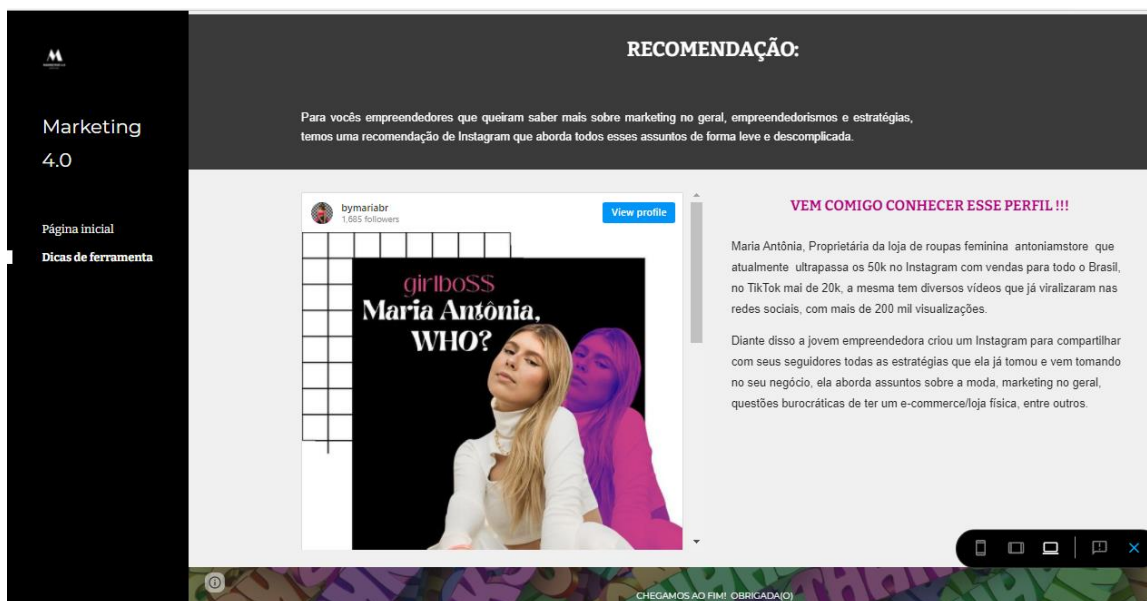 Marketing
4.0
Página inicial
Dicas de ferramenta
RECOMENDAÇÃO:
Para vocês empreendedores que queiram saber mais sobre marketing no geral, empreendedorismos e estratégias,
temos uma recomendação de Instagram que aborda todos esses assuntos de forma leve e descomplicada.
bymariabr
1,685 followers
View profile
girlbo$$
Maria Antônia,
WHO?
VEM COMIGO CONHECER ESSE PERFIL !!!
Maria Antônia, Proprietária da loja de roupas feminina antoniamstore que
atualmente ultrapassa os 50k no Instagram com vendas para todo o Brasil,
no TikTok mai de 20k, a mesma tem diversos vídeos que já viralizaram nas
redes sociais, com mais de 200 mil visualizações.
Diante disso a jovem empreendedora criou um Instagram para compartilhar
com seus seguidores todas as estratégias que ela já tomou e vem tomando
no seu negócio, ela aborda assuntos sobre a moda, marketing no geral,
questões burocráticas de ter um e-commerce/loja física, entre outros.
CHEGAMOS AO FIM! OBRIGADA(O)